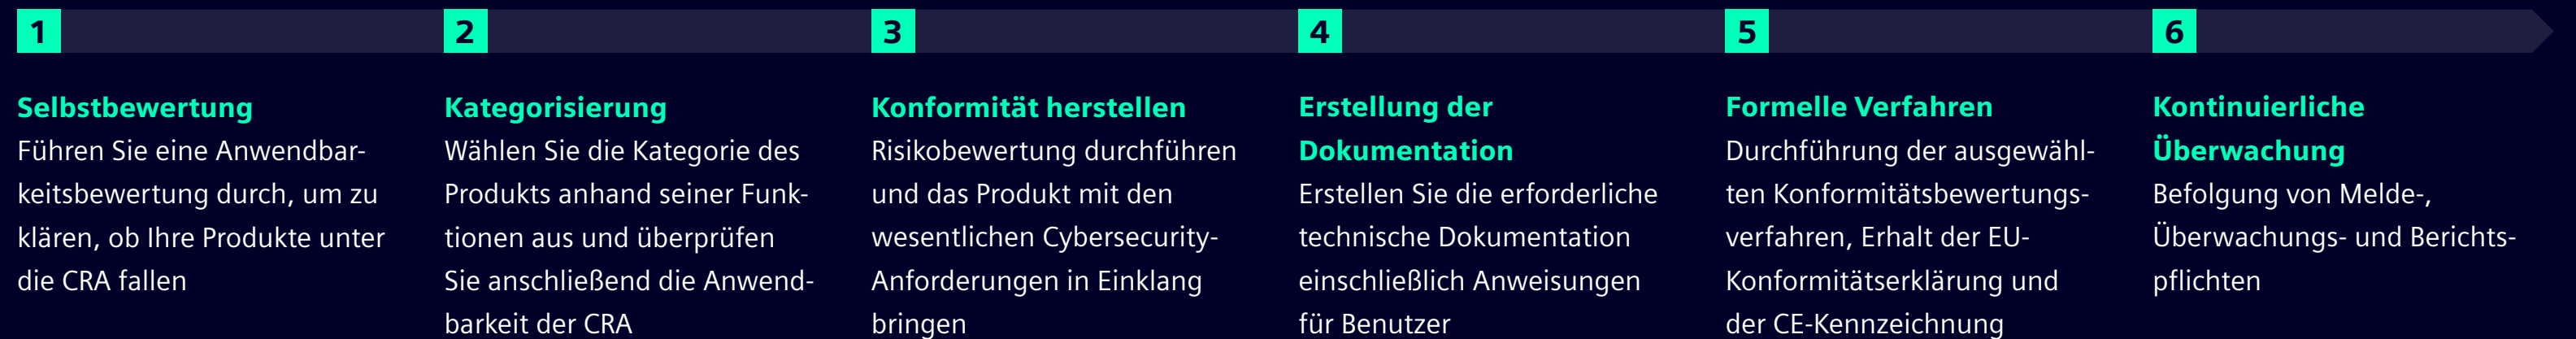 1
Selbstbewertung
Führen Sie eine Anwendbar-
keitsbewertung durch, um zu
klären, ob Ihre Produkte unter
die CRA fallen
2
Kategorisierung
Wählen Sie die Kategorie des
Produkts anhand seiner Funk-
tionen aus und überprüfen
Sie anschließend die Anwend-
barkeit der CRA
3
Konformität herstellen
Risikobewertung durchführen
und das Produkt mit den
wesentlichen Cybersecurity-
Anforderungen in Einklang
bringen
4
Erstellung der
Dokumentation
Erstellen Sie die erforderliche
technische Dokumentation
einschließlich Anweisungen
für Benutzer
5
Formelle Verfahren
Durchführung der ausgewähl-
ten Konformitätsbewertungs-
verfahren, Erhalt der EU-
Konformitätserklärung und
der CE-Kennzeichnung
6
Kontinuierliche
Überwachung
Befolgung von Melde-,
Überwachungs- und Berichts-
pflichten